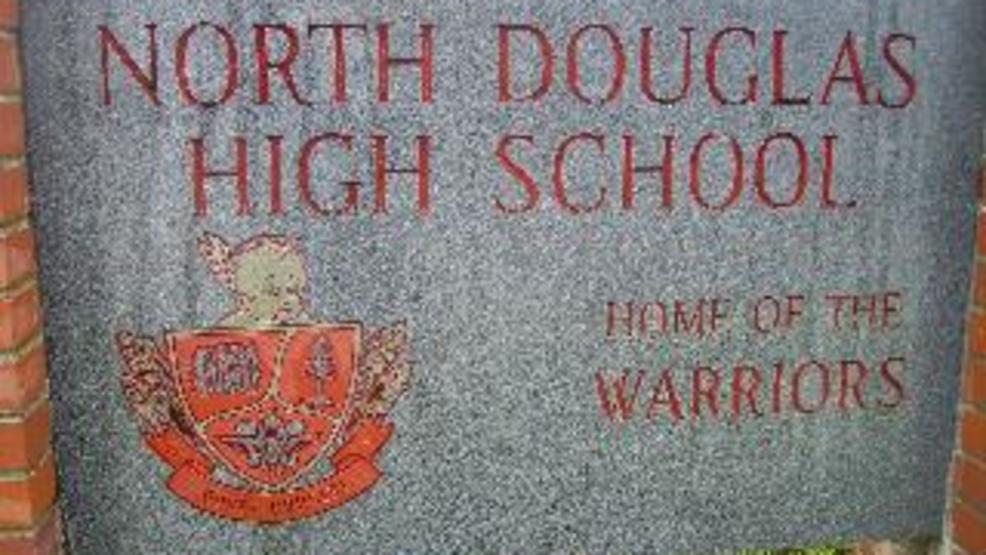 NORTH DOUGLAS
HIGH SCHOOL
HOME OF THE
WARRIORS